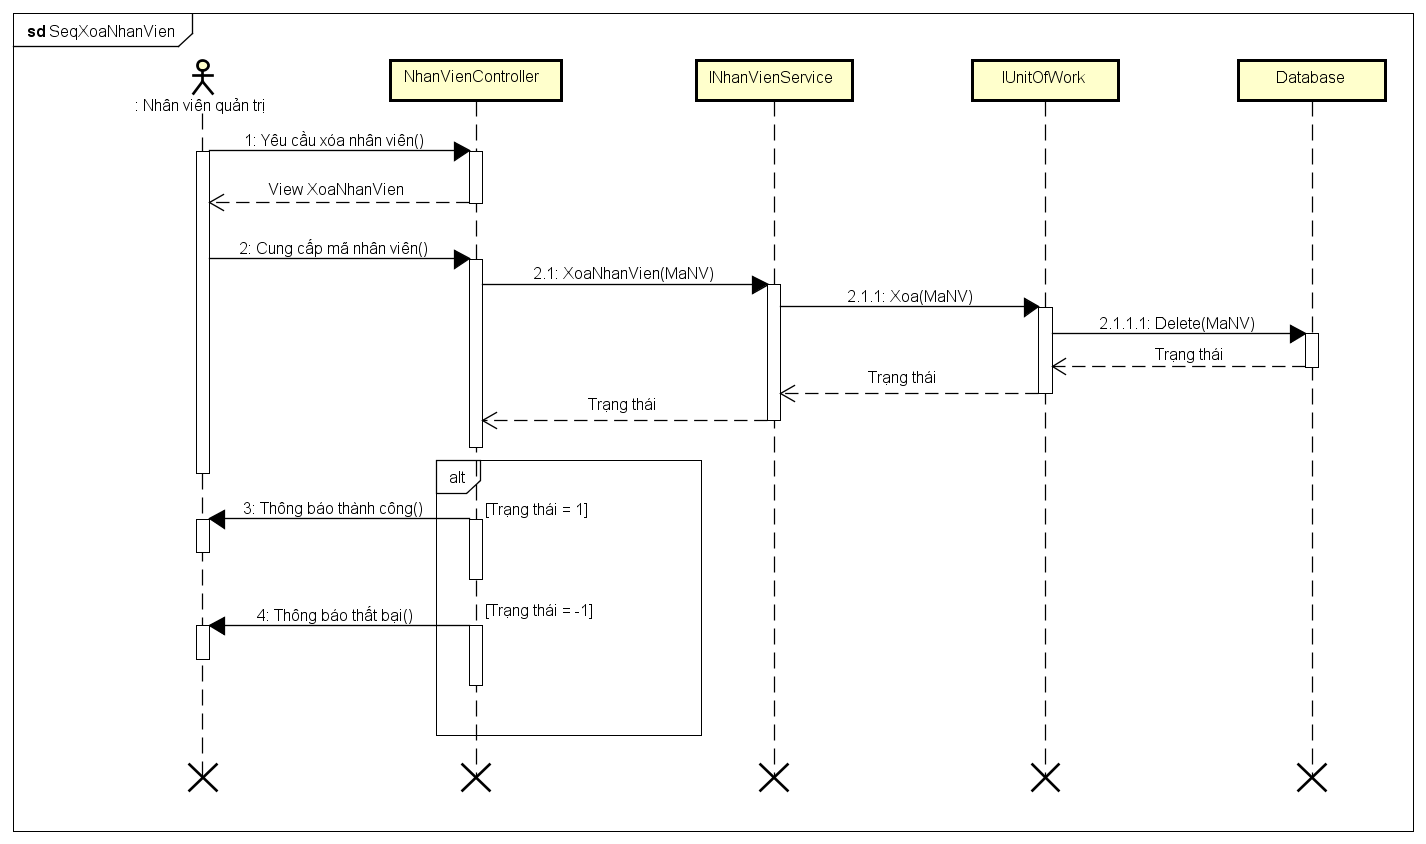 sd SeqXoaNhanVien
NhanVienController
INhanVienService
IUnitOfWork
Database
: Nhân viên quản trị
1: Yêu cầu xóa nhân viên()
View XoaNhanVien
2: Cung cấp mã nhân viên()
2.1: XoaNhanVien(MaNV)
2.1.1: Xoa(MaNV)
2.1.1.1: Delete(MaNV)
Trạng thái
Trạng thái
Trạng thái
alt
3: Thông báo thành công()
[Trạng thái = 1]
4: Thông báo thất bại()
[Trạng thái = -1]